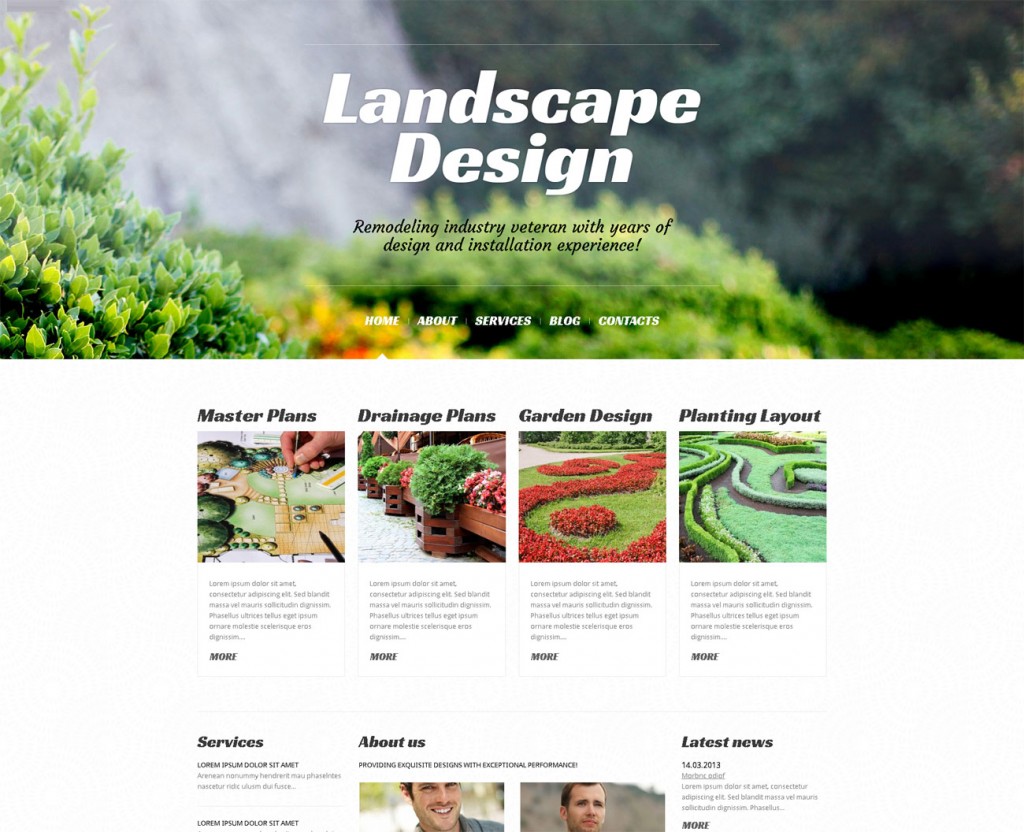 Landscape
Design
Remodeling industry veteran with years of
design and installation experience!
HOME ABOUT SERVICES BLOG CONTACTS
Master Plans
Lorem ipsum dolor sit amet,
consectetur adipiscing elit. Sed blandit
massa vel mauris sollicitudin dignissim.
Phasellus ultrices tellus eget ipsum
ornare molestie scelerisque eros
dignissim....
MORE
Drainage Plans
Lorem ipsum dolor sit amet,
consectetur adipiscing elit. Sed blandit
massa vel mauris sollicitudin dignissim.
Phasellus ultrices tellus eget ipsum
ornare molestie scelerisque eros
dignissim....
MORE
Garden Design
Lorem ipsum dolor sit amet,
consectetur adipiscing elit. Sed blandit
massa vel mauris sollicitudin dignissim.
Phasellus ultrices tellus eget ipsum
ornare molestie scelerisque eros
dignissim....
MORE
Planting Layout
Lorem ipsum dolor sit amet,
consectetur adipiscing elit. Sed blandit
massa vel mauris sollicitudin dignissim.
Phasellus ultrices tellus eget ipsum
ornare molestie scelerisque eros
dignissim....
MORE
Services
LOREM IPSUM DOLOR SIT AMET
Arenean nonummy hendrerit mau phaselntes
nascetur ridic ulusm dui fusce...
LOREM IPSUM DOLOR SIT AMET
About us
PROVIDING EXQUISITE DESIGNS WITH EXCEPTIONAL PERFORMANCE!
Latest news
14.03.2013
Morbnc odiof
Lorem ipsum dolor sit amet, consectetur
adipiscing elit. Sed blandit massa vel mauris
sollicitudin dignissim. Phasellus...
MORE